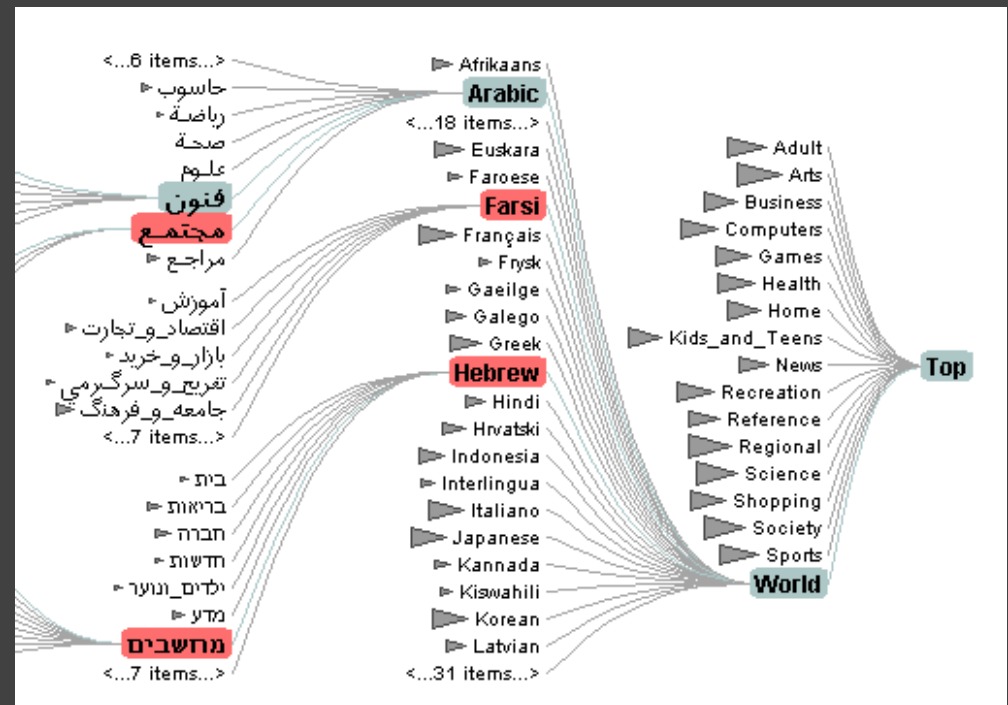 <...6 items...>
حاسوب
رياضة
صحة
علوم
فنون
مجتمع
مراجع
آموزش
اقتصاد_و_تجارت
بازار_و_خريد
تفريح_و_سرگرمي
جامعه_و_فرهنگ
<...7 items...>
בית
בריאות
חברה
חדשות
ילדים_ונוער
מדע
מחשבים
<...7 items...>
Afrikaans
Arabic
<...18 items...>
Euskara
Faroese
Farsi
Français
Frysk
Gaeilge
Galego
Greek
Hebrew
Hindi
Hrvatski
Indonesia
Interlingua
Italiano
Japanese
Kannada
Kiswahili
Korean
Latvian
<...31 items...>
Adult
Arts
Business
Computers
Games
Health
Home
Kids_and_Teens
News
Recreation
Reference
Regional
Science
Shopping
Society
Sports
World
Top